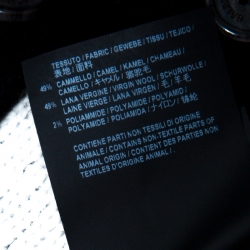 TESSUTO / FABRIC / GEWEBE / TISSU / TEJIDO /
表地 / 面料
49% CAMMELLO / CAMEL / KAMEL / CHAMEAU /
CAMELLO / キャメル / 骆驼毛
49% LANA VERGINE / VIRGIN WOOL / SCHURWOLLE /
LAINE VIERGE / LANA VIRGEN / 毛 / 羊毛
2% POLIAMMIDE / POLYAMIDE / POLYAMID /
POLYAMIDE / POLIAMIDA / ナイロン / 锦纶
CONTIENE PARTI NON TESSILI DI ORIGINE
ANIMALE / CONTAINS NON-TEXTILE PARTS OF
ANIMAL ORIGIN / CONTIENT DES PARTIES NON
TEXTILES D'ORIGINE ANIMALE.